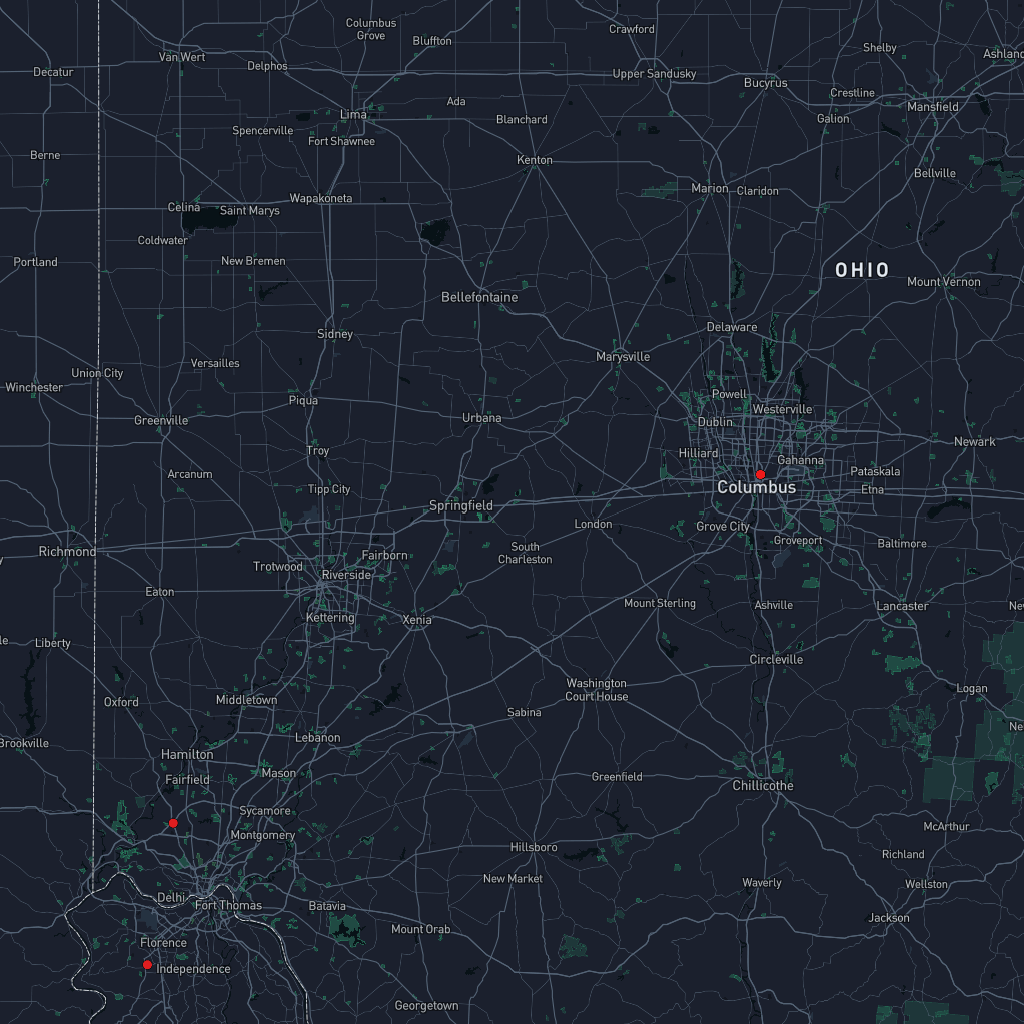 Columbus
Grove
Crawford
Bluffton
Shelby
Van Wert
Ashland
Delphos
Decatur
Upper Sandusky
Bucyrus
Crestline
Ada
Mansfield
Lima
Blanchard
Galion
Spencerville
Fort Shawnee
Berne
Kenton
Bellville
Marion
Claridon
Wapakoneta
Celina
Saint Marys
Coldwater
Portland
New Bremen
OHIO
Mount Vernon
Bellefontaine
Delaware
Sidney
Marysville
Versailles
Union City
Winchester
Powell
Piqua
Westerville
Greenville
Urbana
Dublin
Newark
Troy
Hilliard
Gahanna
Arcanum
Pataskala
Columbus
Tipp City
Etna
Springfield
London
Grove City
Groveport
Baltimore
South
Charleston
Richmond
Fairborn
Trotwood
Riverside
Eaton
Mount Sterling
Ashville
Lancaster
Kettering
Xenia
Liberty
Circleville
Washington
Court House
Logan
Oxford
Middletown
Sabina
Lebanon
Brookville
Hamilton
Mason
Fairfield
Greenfield
Chillicothe
Sycamore
Montgomery
McArthur
Hillsboro
Richland
New Market
Waverly
Wellston
Delhi
Fort Thomas
Batavia
Jackson
Mount Orab
Florence
Independence
Georgetown